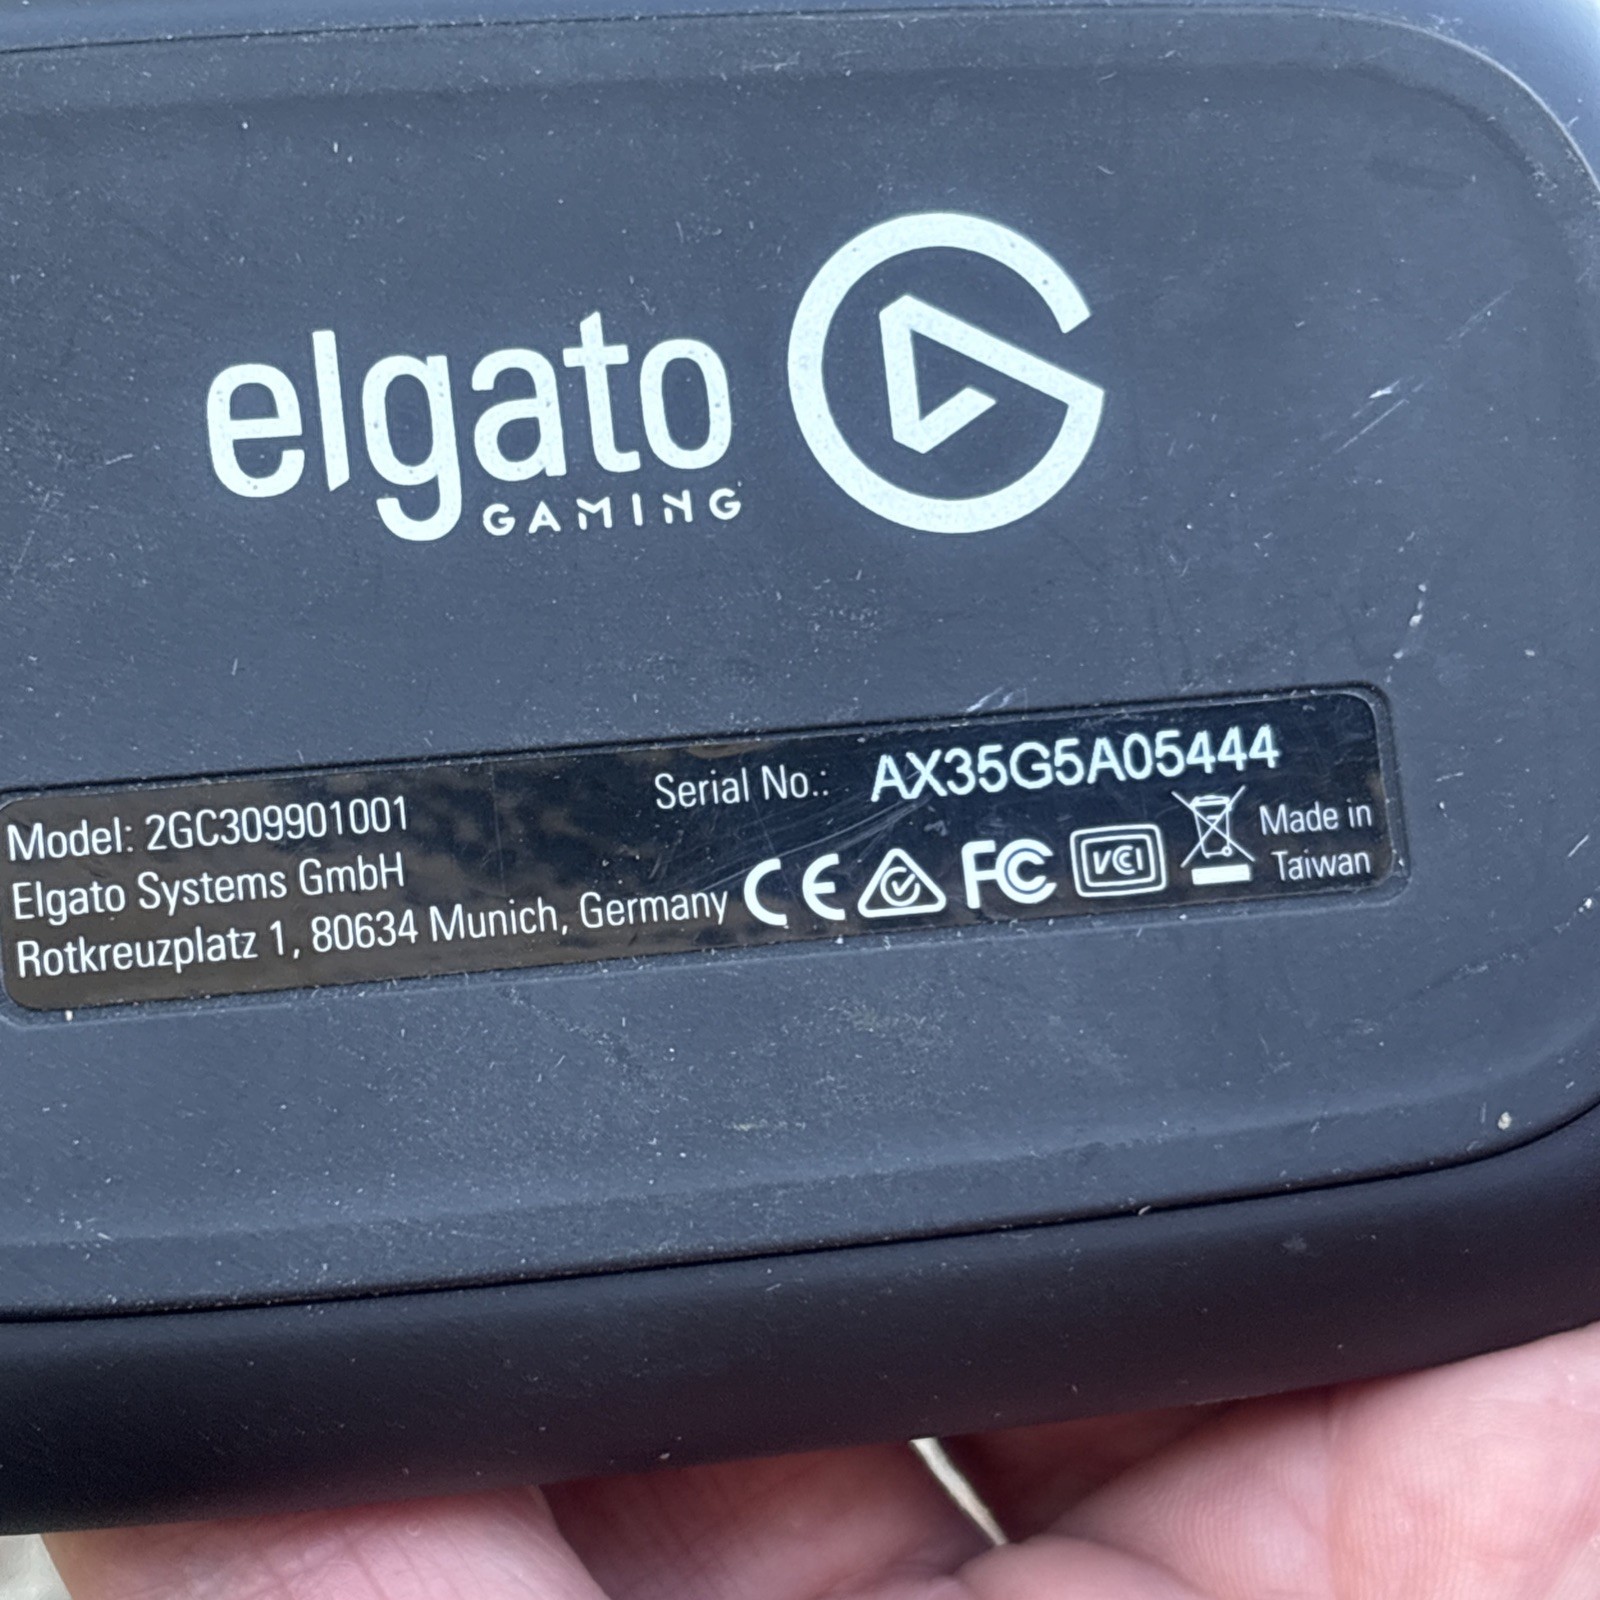 elgato
GAMING
Serial No.: AX35G5A05444
Model: 2GC309901001
Elgato Systems GmbH
Rotkreuzplatz 1, 80634 Munich, Germany
CE FC VCCI Made in
Taiwan